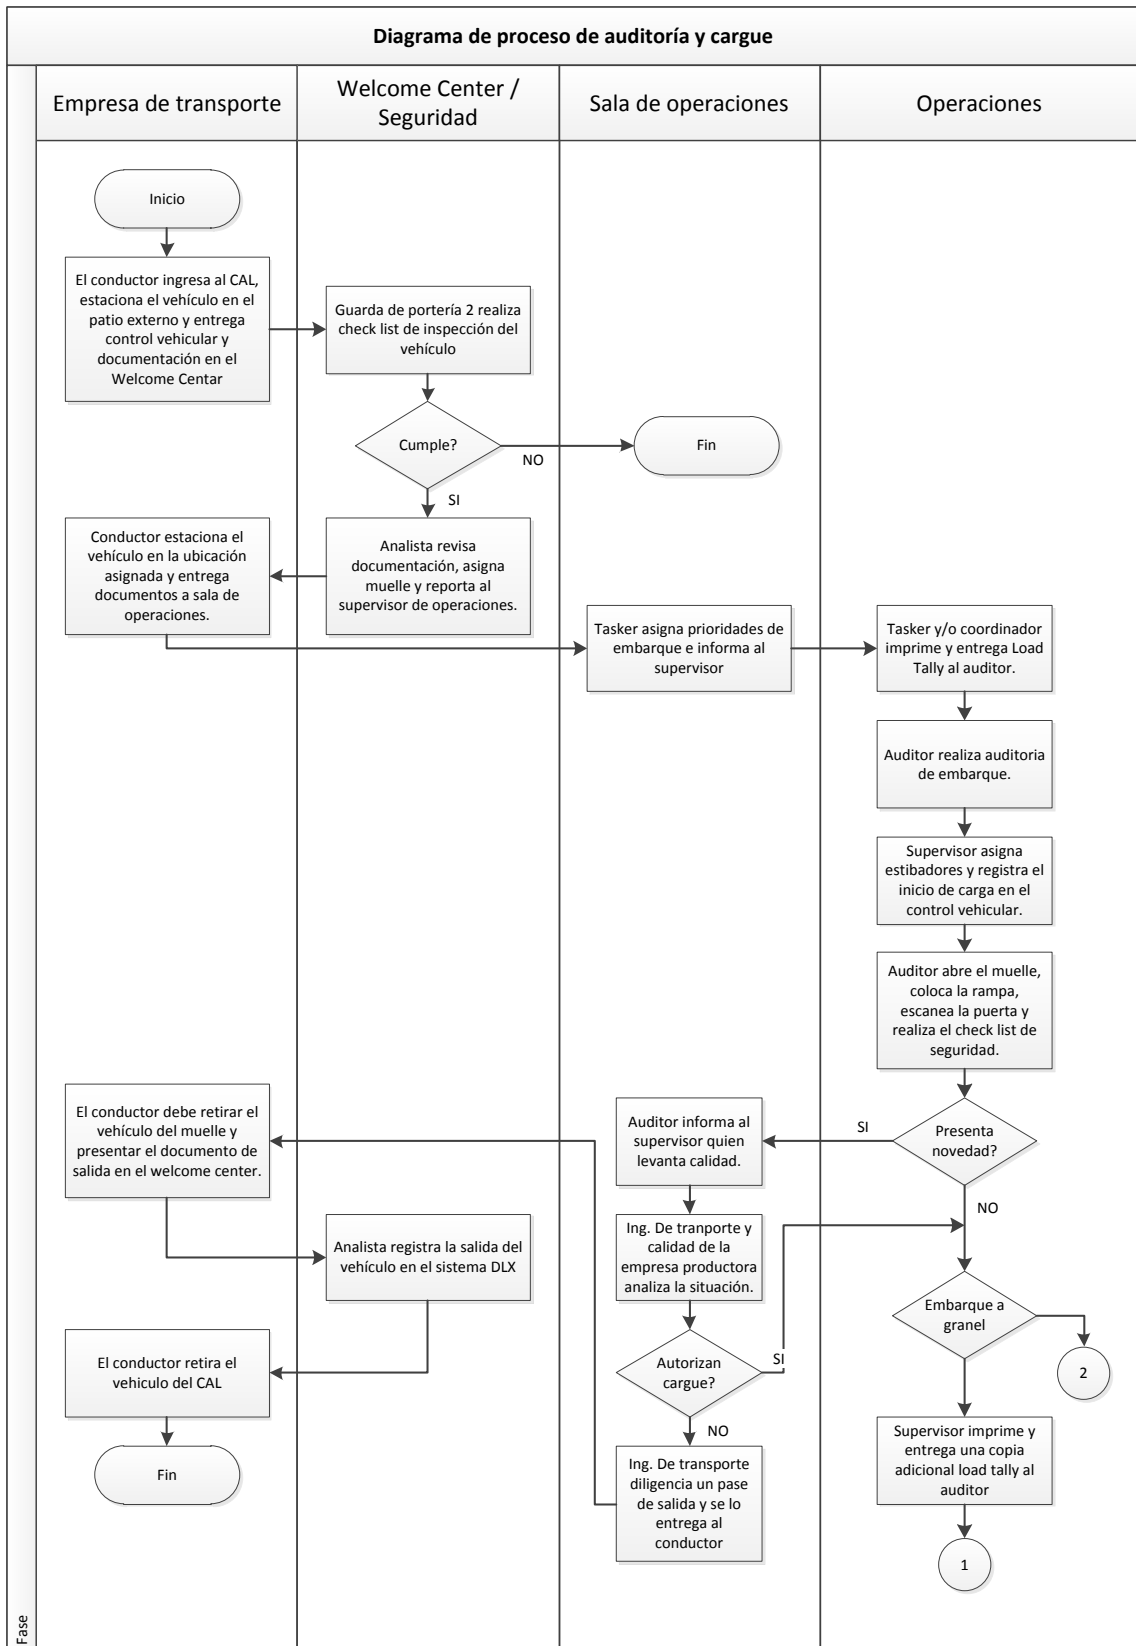 Diagrama de proceso de auditoría y cargue
Empresa de transporte
Welcome Center /
Seguridad
Sala de operaciones
Operaciones
Inicio
El conductor ingresa al CAL,
estaciona el vehículo en el
patio externo y entrega
control vehicular y
documentación en el
Welcome Centar
Guarda de portería 2 realiza
check list de inspección del
vehículo
Cumple?
NO
Fin
SI
Conductor estaciona el
vehículo en la ubicación
asignada y entrega
documentos a sala de
operaciones.
Analista revisa
documentación, asigna
muelle y reporta al
supervisor de operaciones.
Tasker asigna prioridades de
embarque e informa al
supervisor
Tasker y/o coordinador
imprime y entrega Load
Tally al auditor.
Auditor realiza auditoria
de embarque.
Supervisor asigna
estibadores y registra el
inicio de carga en el
control vehicular.
Auditor abre el muelle,
coloca la rampa,
escanea la puerta y
realiza el check list de
seguridad.
El conductor debe retirar el
vehículo del muelle y
presentar el documento de
salida en el welcome center.
Auditor informa al
supervisor quien
levanta calidad.
SI
Presenta
novedad?
NO
Analista registra la salida del
vehículo en el sistema DLX
Ing. De tranporte y
calidad de la
empresa productora
analiza la situación.
Embarque a
granel
El conductor retira el
vehiculo del CAL
Autorizan
cargue?
SI
2
NO
Supervisor imprime y
entrega una copia
adicional load tally al
auditor
Fin
Ing. De transporte
diligencia un pase
de salida y se lo
entrega al
conductor
1
Fase